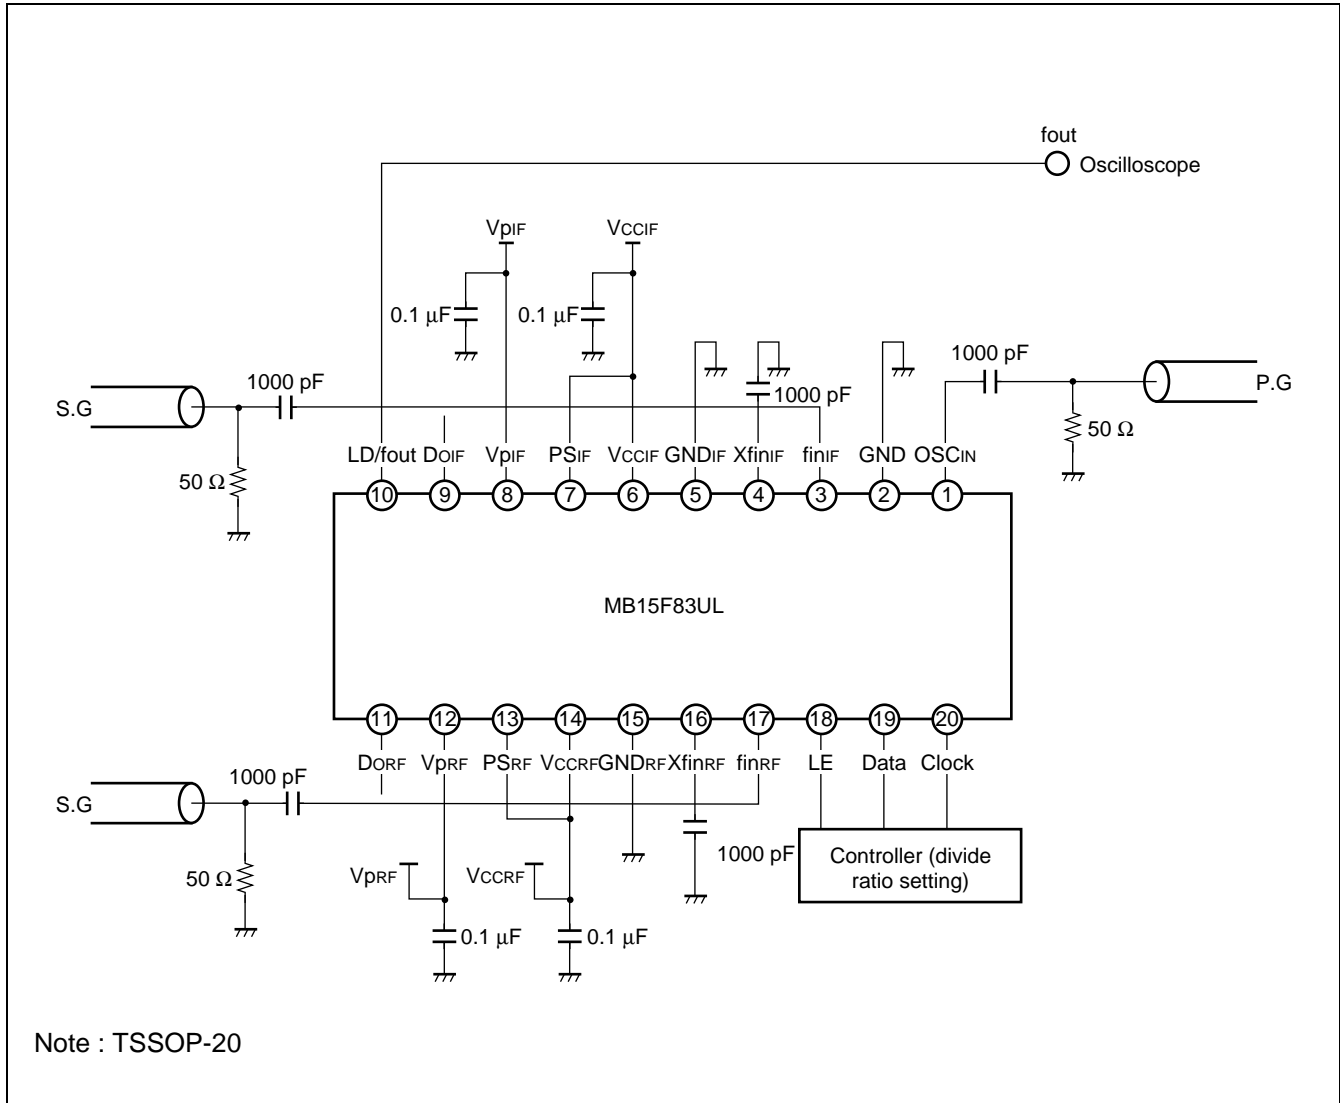 fout
Oscilloscope
VpIF
VCCIF
0.1 μF
0.1 μF
1000 pF
P.G
1000 pF
1000 pF
S.G
50 Ω
50 Ω
LD/fout DOIF VpIF PSIF VCCIF GNDIF XfinIF finIF GND OSCIN
10 9 8 7 6 5 4 3 2 1
MB15F83UL
11 12 13 14 15 16 17 18 19 20
DORF VpRF PSRF VCCRF GNDRF XfinRF finRF LE Data Clock
1000 pF
S.G
50 Ω
VpRF
VCCRF
1000 pF
Controller (divide
ratio setting)
0.1 μF
0.1 μF
Note : TSSOP-20